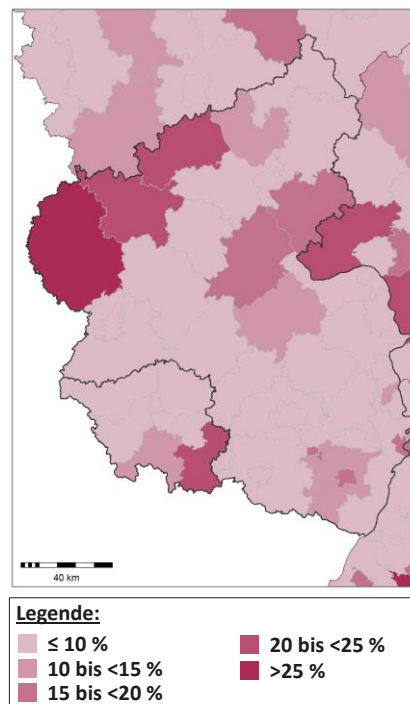 40 km
Legende:
≤ 10 %
10 bis <15 %
15 bis <20 %
20 bis <25 %
>25 %